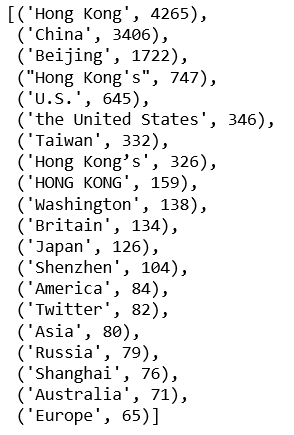 [('Hong Kong', 4265),
('China', 3406),
('Beijing', 1722),
("Hong Kong's", 747),
('U.S.', 645),
('the United States', 346),
('Taiwan', 332),
('Hong Kong’s', 326),
('HONG KONG', 159),
('Washington', 138),
('Britain', 134),
('Japan', 126),
('Shenzhen', 104),
('America', 84),
('Twitter', 82),
('Asia', 80),
('Russia', 79),
('Shanghai', 76),
('Australia', 71),
('Europe', 65)]